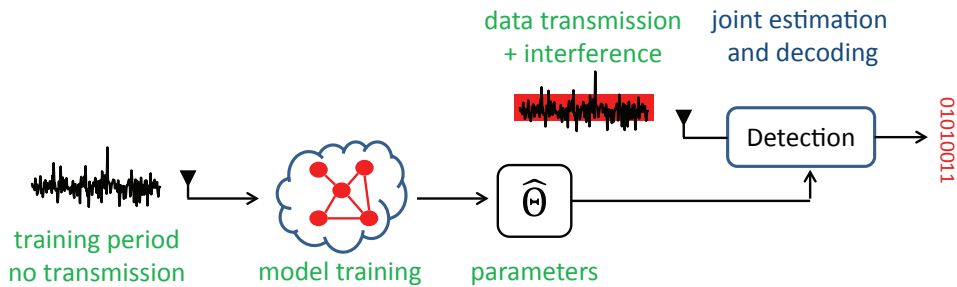 data transmission
+ interference
joint estimation
and decoding
Detection
01010011
Θ̂
training period
no transmission
model training
parameters